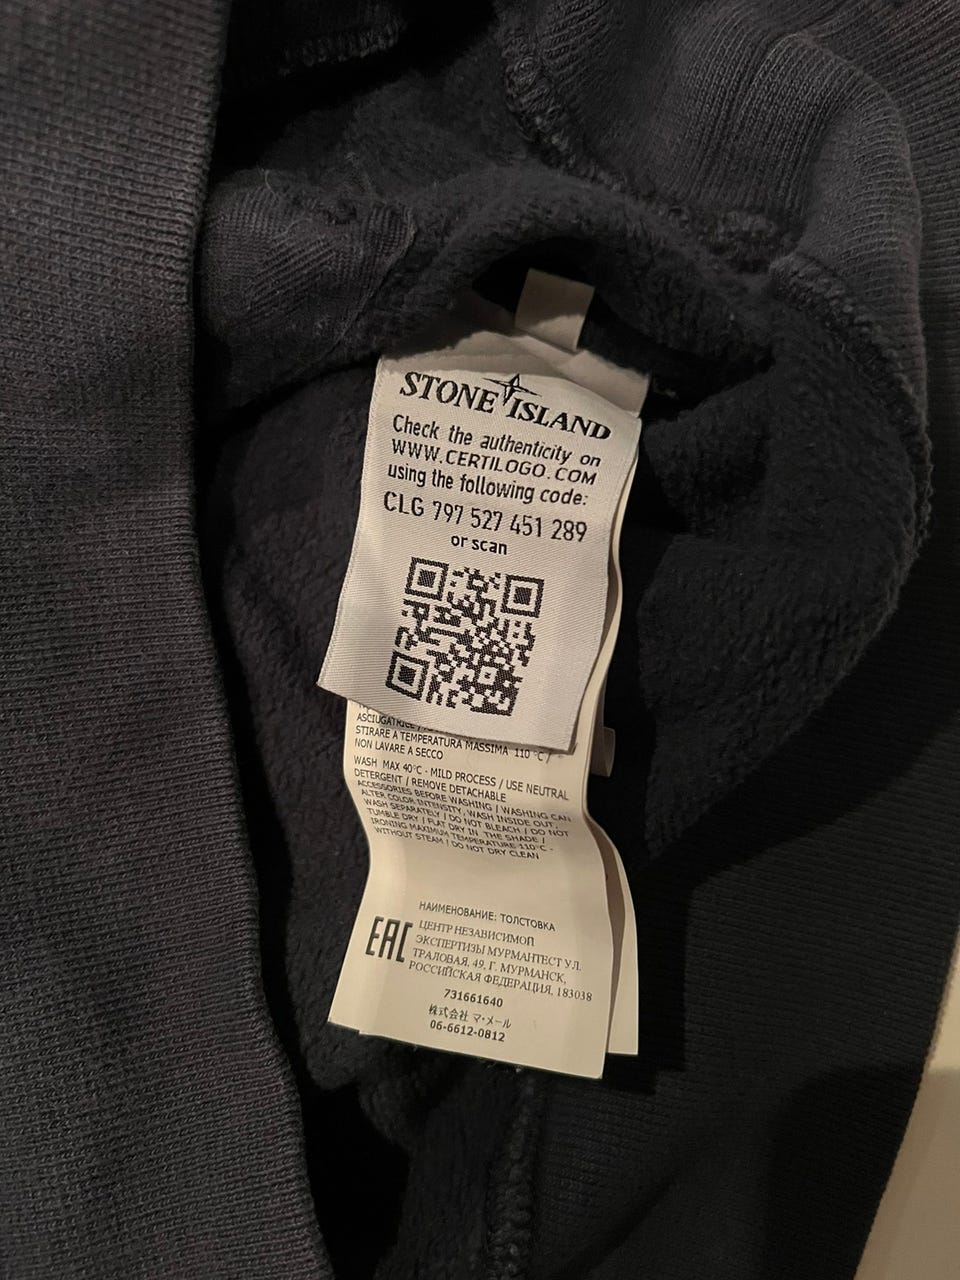 STONE ISLAND
Check the authenticity on
WWW.CERTILOGO.COM
using the following code:
CLG 797 527 451 289
or scan
ASCIUGATRICE /
STIRARE A TEMPERATURA MASSIMA 110°C /
NON LAVARE A SECCO
WASH MAX 40°C - MILD PROCESS / USE NEUTRAL
DETERGENT / REMOVE DETACHABLE
ACCESSORIES BEFORE WASHING / WASHING CAN
ALTER COLOR INTENSITY, WASH INSIDE OUT,
WASH SEPARATELY / DO NOT BLEACH / DO NOT
TUMBLE DRY / FLAT DRY IN THE SHADE /
IRONING MAXIMUM TEMPERATURE 110°C -
WITHOUT STEAM / DO NOT DRY CLEAN
НАИМЕНОВАНИЕ: ТОЛСТОВКА
EAC
ЦЕНТР НЕЗАВИСИМОП
ЭКСПЕРТИЗЫ МУРМАНТЕСТ УЛ.
ТРАЛОВАЯ, 49, Г. МУРМАНСК,
РОССИЙСКАЯ ФЕДЕРАЦИЯ, 183038
731661640
株式会社 マ・メール
06-6612-0812